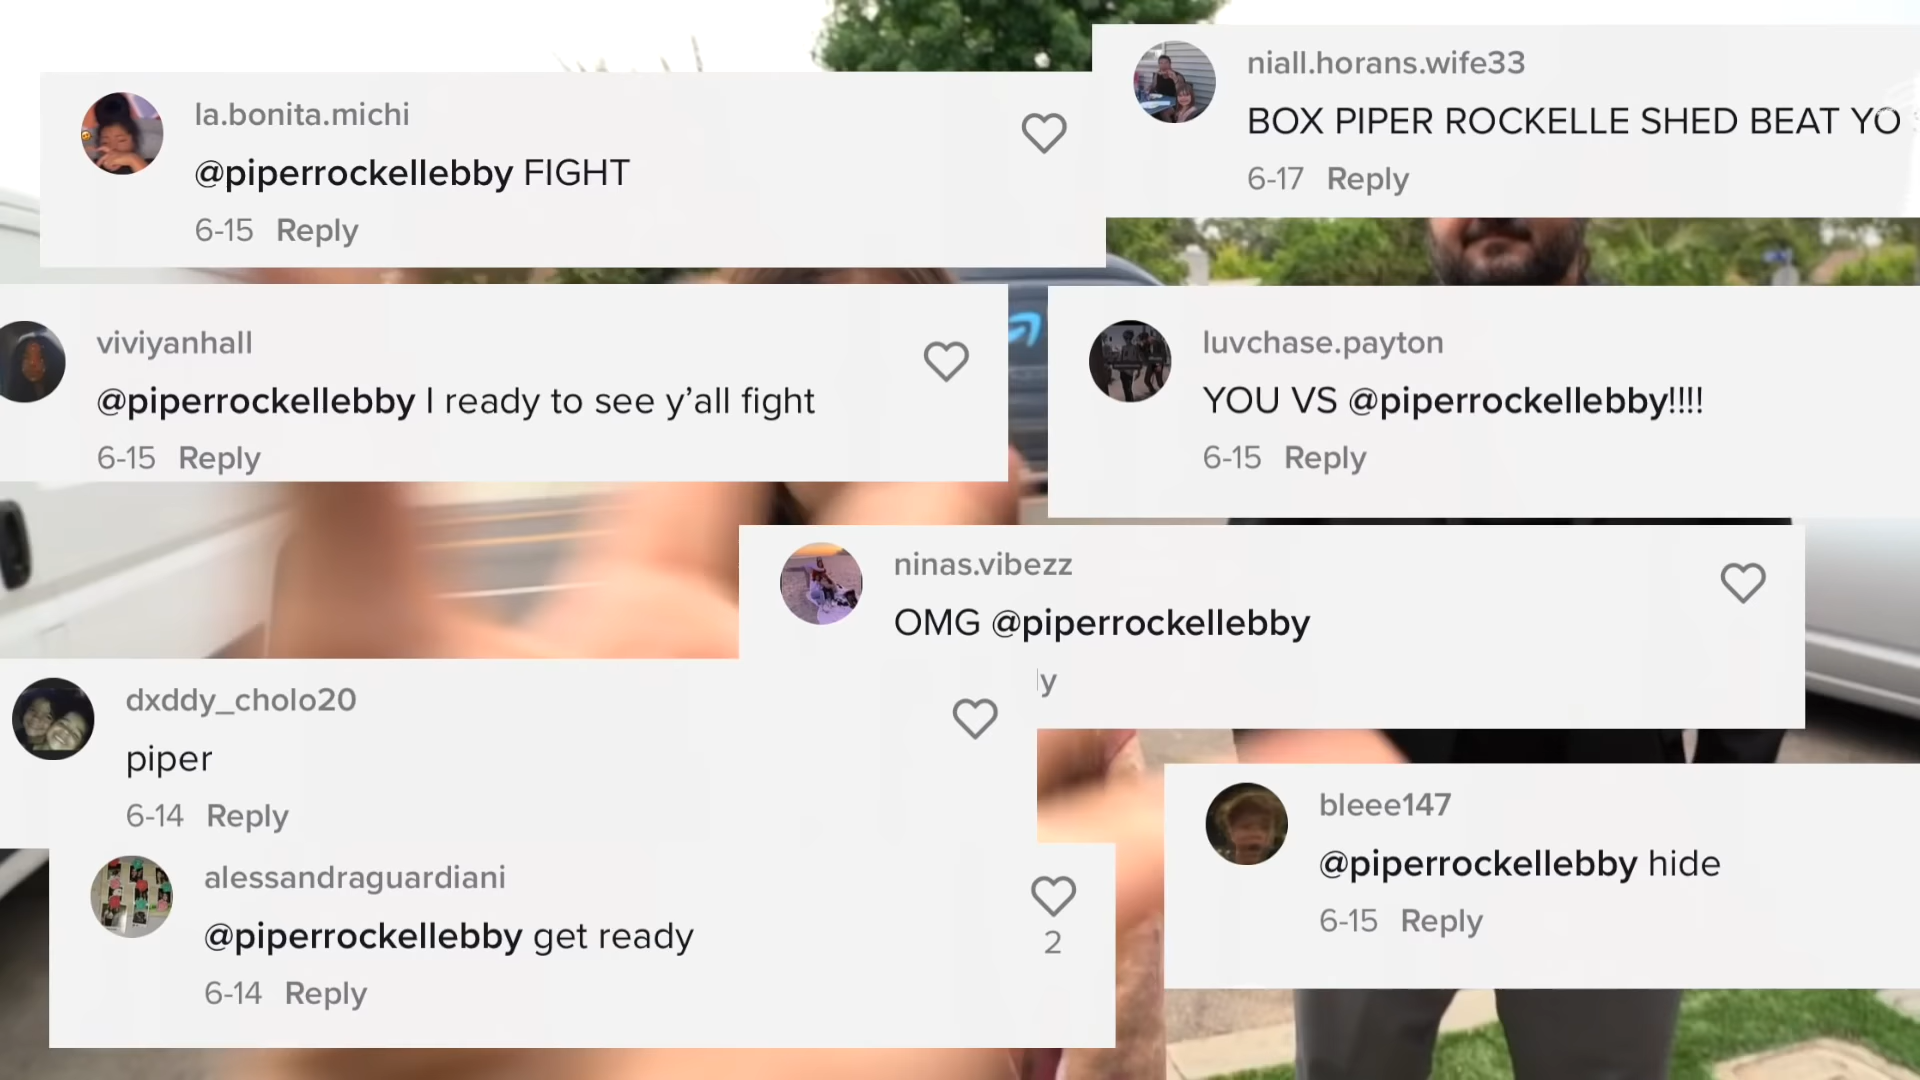 la.bonita.michi
@piperrockellebby FIGHT
6-15 Reply
niall.horans.wife33
BOX PIPER ROCKELLE SHED BEAT YO
6-17 Reply
viviyanhall
@piperrockellebby I ready to see y’all fight
6-15 Reply
luvchase.payton
YOU VS @piperrockellebby!!!!
6-15 Reply
ninas.vibezz
OMG @piperrockellebby
ly
dxddy_cholo20
piper
6-14 Reply
alessandraguardiani
@piperrockellebby get ready
2
6-14 Reply
bleee147
@piperrockellebby hide
6-15 Reply